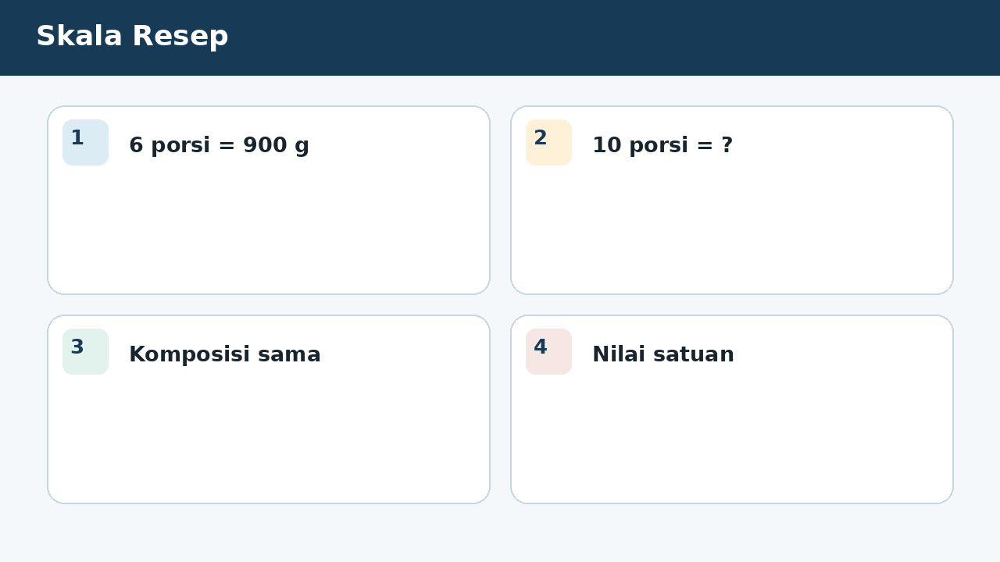 Skala Resep
1
6 porsi = 900 g
2
10 porsi = ?
3
Komposisi sama
4
Nilai satuan